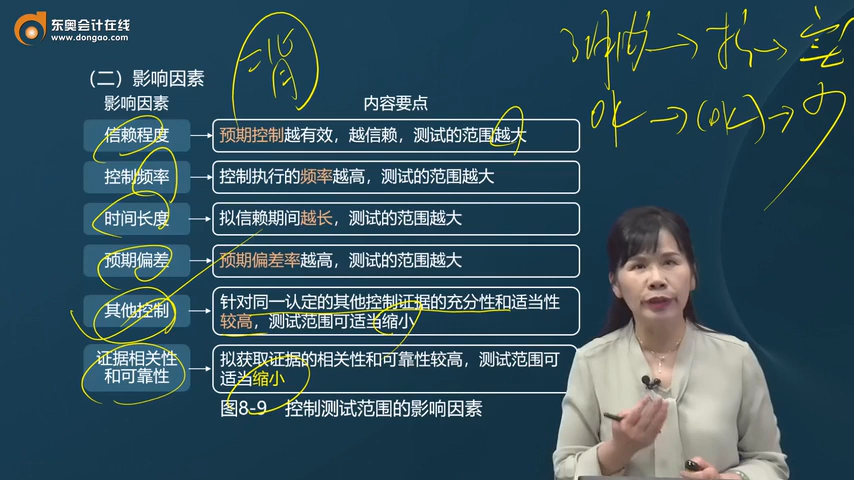 东奥会计在线
www.dongao.com
背
（二）影响因素
影响因素
内容要点
信赖程度
预期控制越有效，越信赖，测试的范围越大
控制频率
控制执行的频率越高，测试的范围越大
时间长度
拟信赖期间越长，测试的范围越大
预期偏差
预期偏差率越高，测试的范围越大
其他控制
针对同一认定的其他控制证据的充分性和适当性
较高，测试范围可适当缩小
证据相关性
和可靠性
拟获取证据的相关性和可靠性较高，测试范围可
适当缩小
图8-9 控制测试范围的影响因素
OK → (OK) → 少